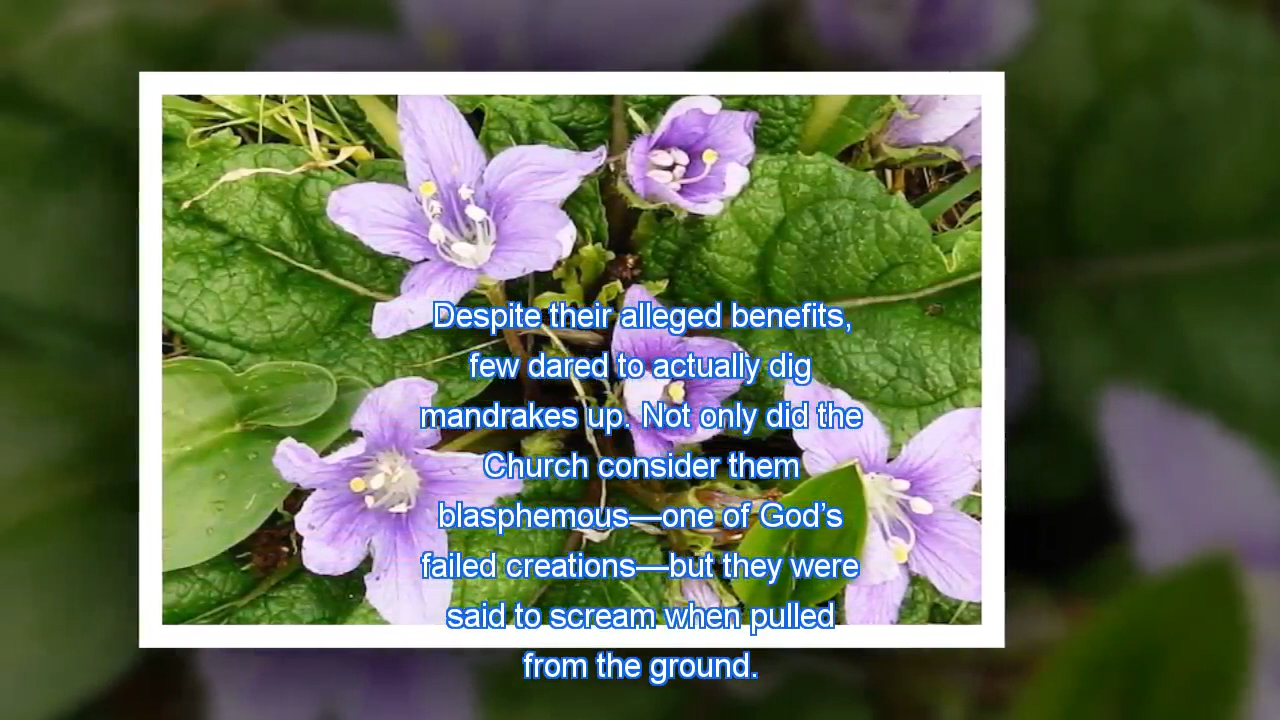 Despite their alleged benefits,
few dared to actually dig
mandrakes up. Not only did the
Church consider them
blasphemous—one of God’s
failed creations—but they were
said to scream when pulled
from the ground.